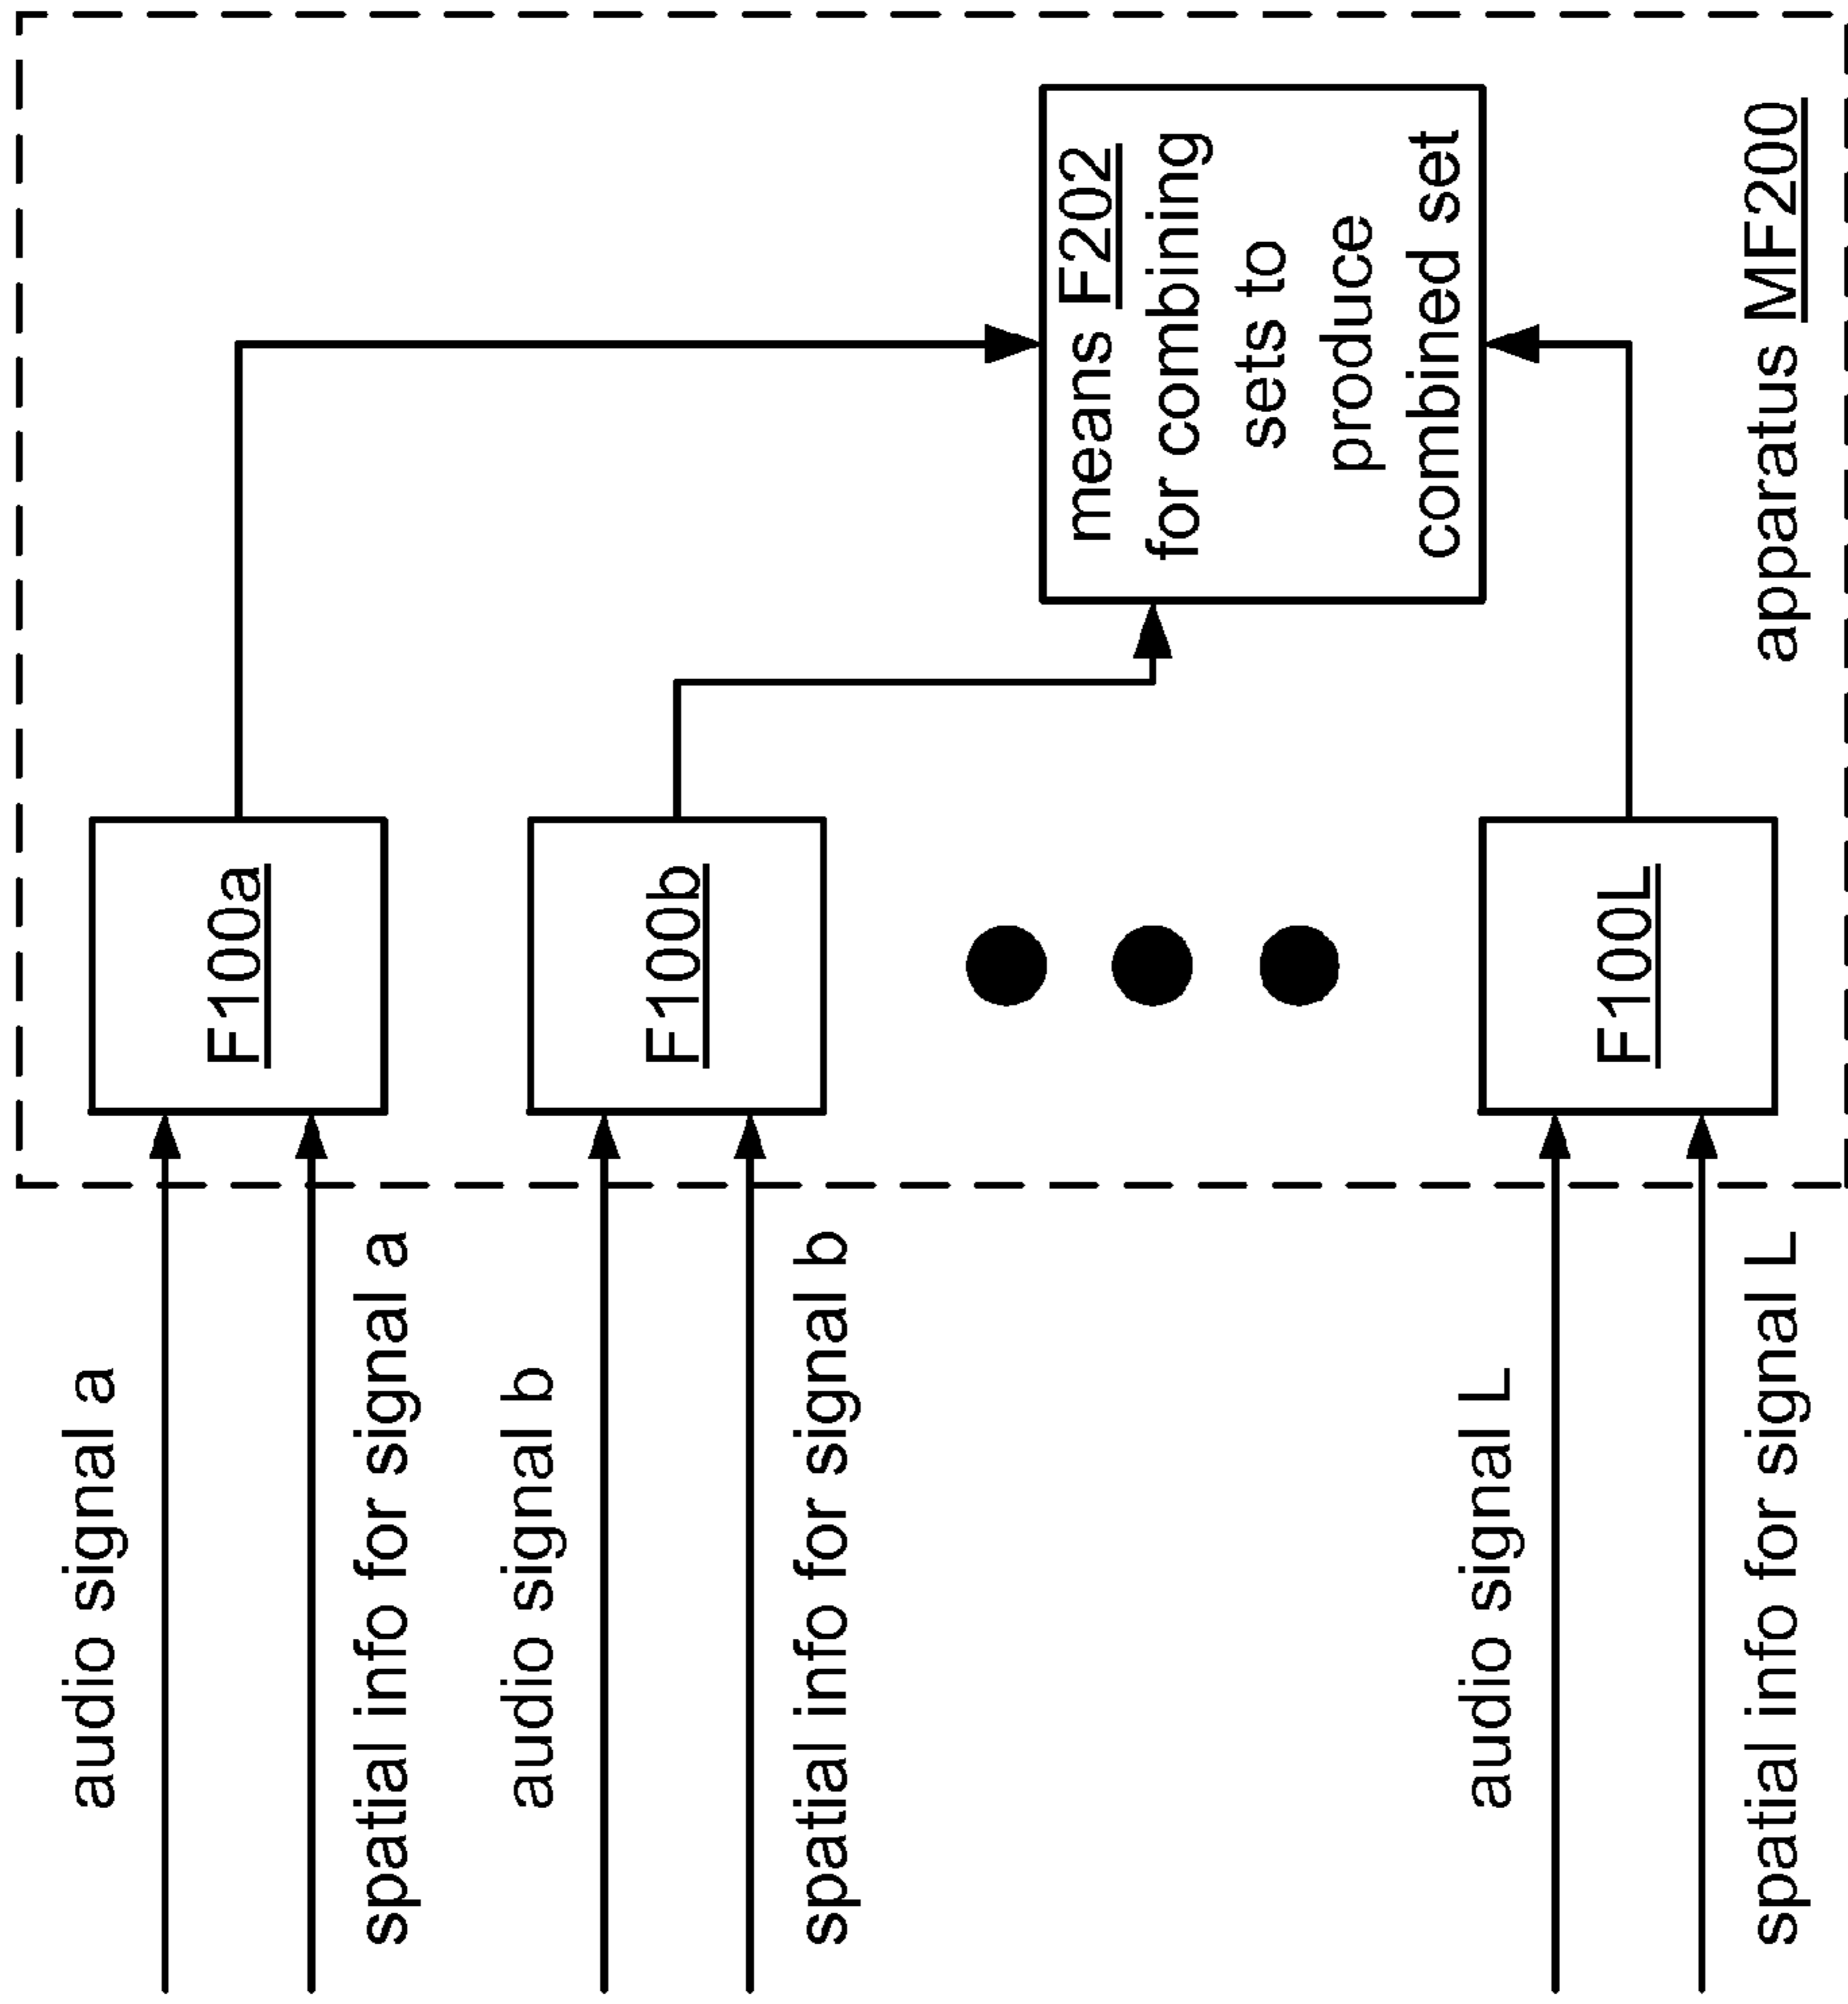 audio signal a
spatial info for signal a
F100a
audio signal b
spatial info for signal b
F100b
audio signal L
spatial info for signal L
F100L
means F202
for combining
sets to
produce
combined set
apparatus MF200